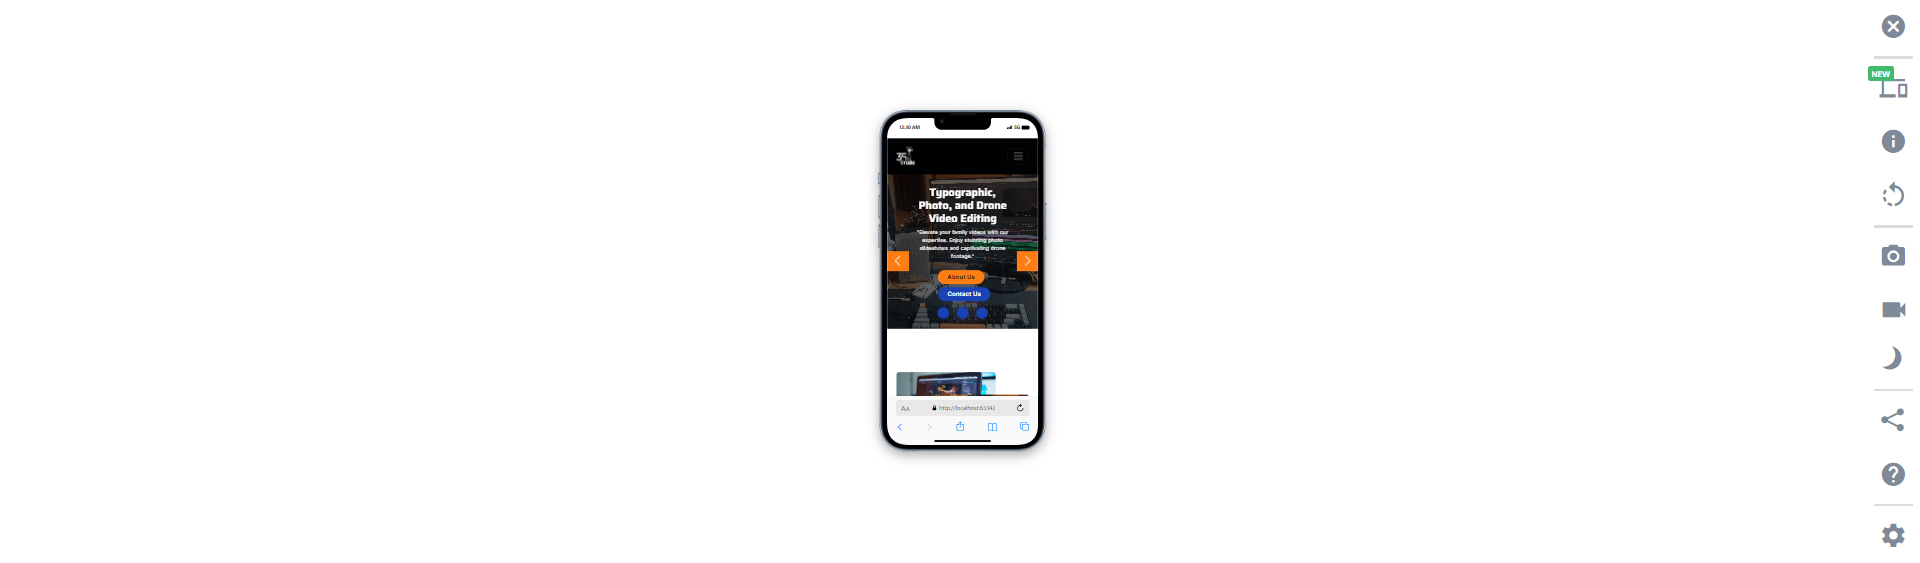 NEW
12:30 AM
5G
35
Typographic,
Photo, and Drone
Video Editing
"Elevate your family videos with our
expertise. Enjoy stunning photo
slideshows and captivating drone
footage."
About Us
Contact Us
AA
http://localhost:63342